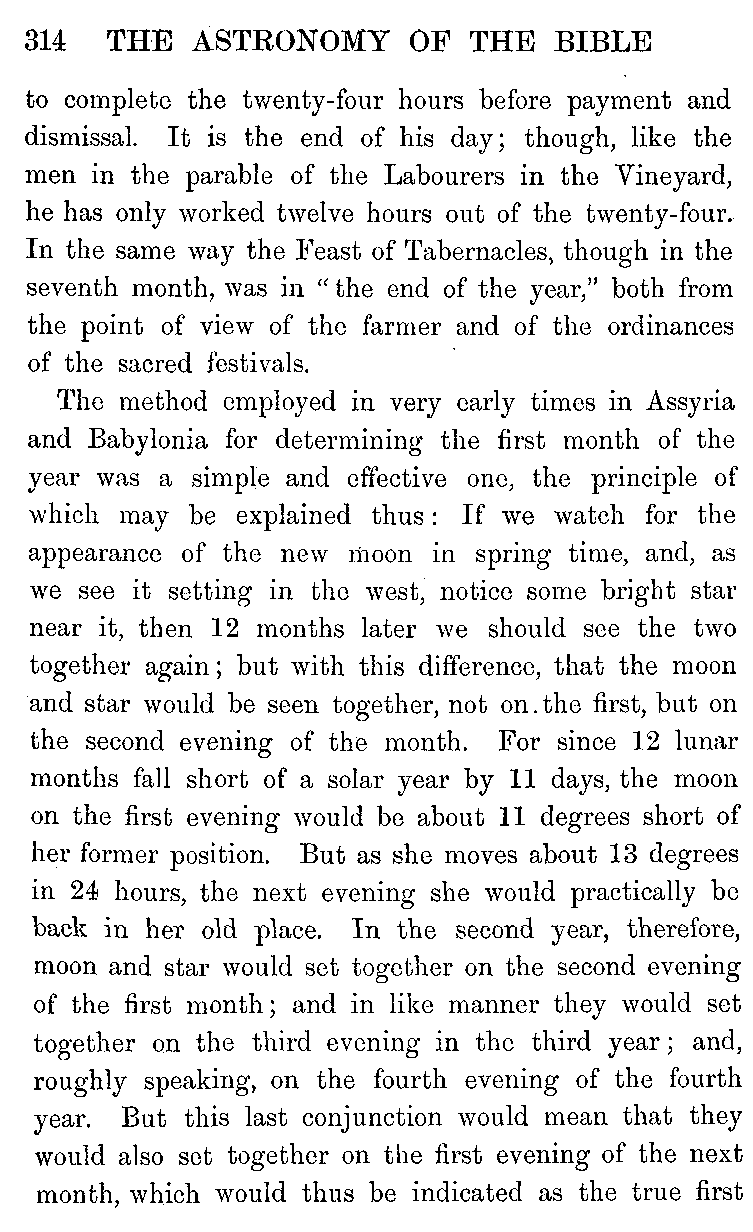 314 THE ASTRONOMY OF THE BIBLE
to complete the twenty-four hours before payment and
dismissal. It is the end of his day; though, like the
men in the parable of the Labourers in the Vineyard,
he has only worked twelve hours out of the twenty-four.
In the same way the Feast of Tabernacles, though in the
seventh month, was in “the end of the year,” both from
the point of view of the farmer and of the ordinances
of the sacred festivals.
The method employed in very early times in Assyria
and Babylonia for determining the first month of the
year was a simple and effective one, the principle of
which may be explained thus: If we watch for the
appearance of the new moon in spring time, and, as
we see it setting in the west, notice some bright star
near it, then 12 months later we should see the two
together again; but with this difference, that the moon
and star would be seen together, not on the first, but on
the second evening of the month. For since 12 lunar
months fall short of a solar year by 11 days, the moon
on the first evening would be about 11 degrees short of
her former position. But as she moves about 13 degrees
in 24 hours, the next evening she would practically be
back in her old place. In the second year, therefore,
moon and star would set together on the second evening
of the first month; and in like manner they would set
together on the third evening in the third year; and,
roughly speaking, on the fourth evening of the fourth
year. But this last conjunction would mean that they
would also set together on the first evening of the next
month, which would thus be indicated as the true first